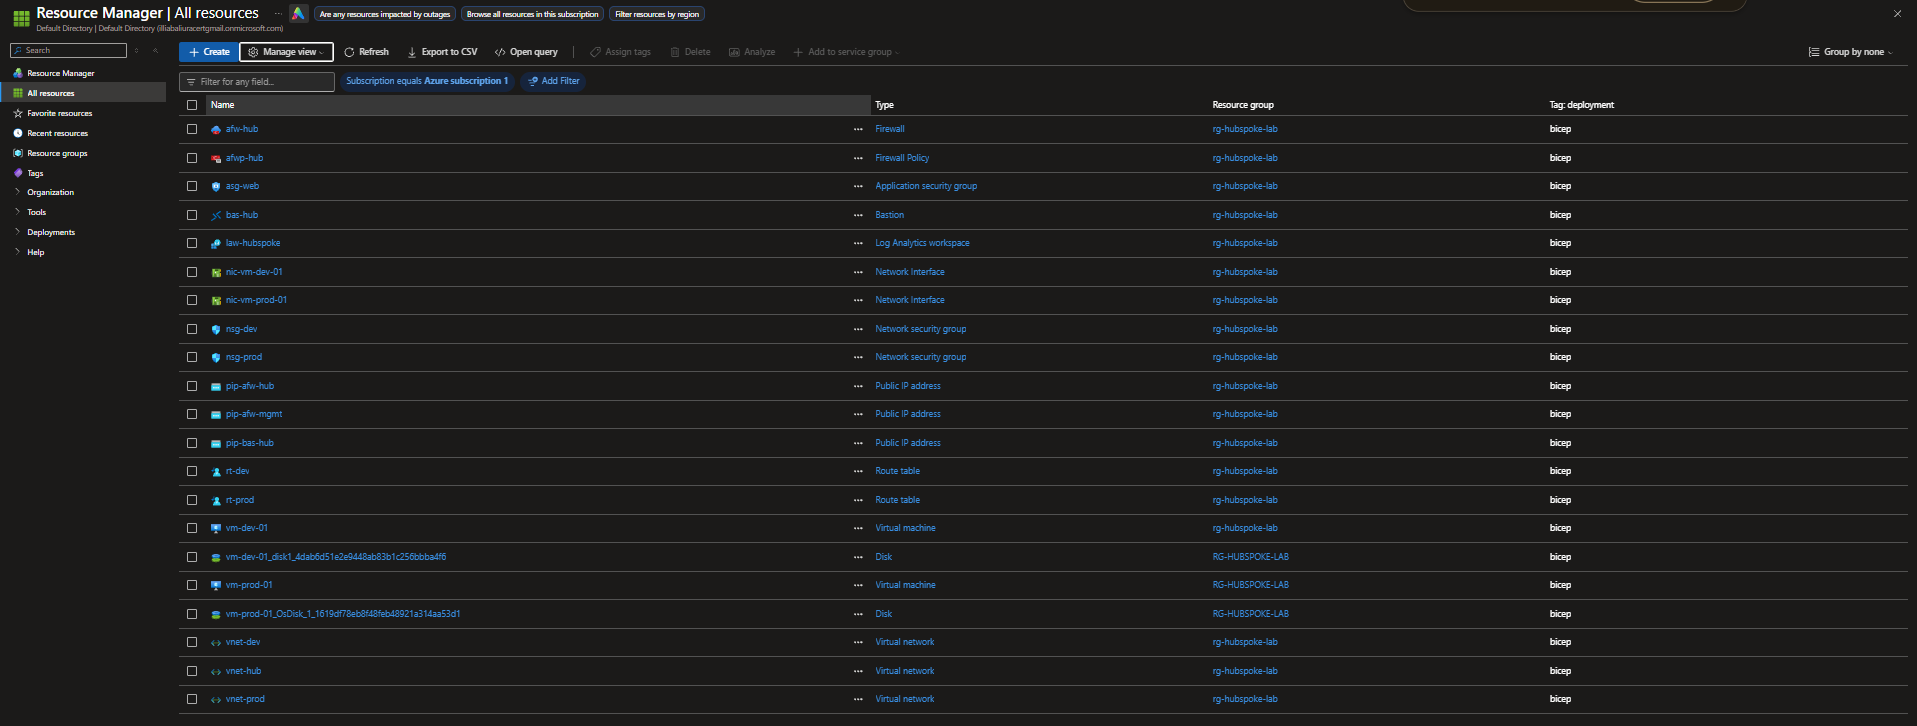 Resource Manager | All resources ... Are any resources impacted by outages Browse all resources in this subscription Filter resources by region
Default Directory | Default Directory (illiabaliuracertgmail.onmicrosoft.com)
Search
Resource Manager
All resources
Favorite resources
Recent resources
Resource groups
Tags
Organization
Tools
Deployments
Help
Create Manage view Refresh Export to CSV Open query Assign tags Delete Analyze Add to service group Group by none
Filter for any field... Subscription equals Azure subscription 1 Add Filter
Name Type Resource group Tag: deployment
afw-hub Firewall rg-hubspoke-lab bicep
afwp-hub Firewall Policy rg-hubspoke-lab bicep
asg-web Application security group rg-hubspoke-lab bicep
bas-hub Bastion rg-hubspoke-lab bicep
law-hubspoke Log Analytics workspace rg-hubspoke-lab bicep
nic-vm-dev-01 Network Interface rg-hubspoke-lab bicep
nic-vm-prod-01 Network Interface rg-hubspoke-lab bicep
nsg-dev Network security group rg-hubspoke-lab bicep
nsg-prod Network security group rg-hubspoke-lab bicep
pip-afw-hub Public IP address rg-hubspoke-lab bicep
pip-afw-mgmt Public IP address rg-hubspoke-lab bicep
pip-bas-hub Public IP address rg-hubspoke-lab bicep
rt-dev Route table rg-hubspoke-lab bicep
rt-prod Route table rg-hubspoke-lab bicep
vm-dev-01 Virtual machine rg-hubspoke-lab bicep
vm-dev-01_disk1_4dab6d51e2e9448ab83b1c256bbba4f6 Disk RG-HUBSPOKE-LAB bicep
vm-prod-01 Virtual machine RG-HUBSPOKE-LAB bicep
vm-prod-01_OsDisk_1_1619df78eb8f48feb48921a314aa53d1 Disk RG-HUBSPOKE-LAB bicep
vnet-dev Virtual network rg-hubspoke-lab bicep
vnet-hub Virtual network rg-hubspoke-lab bicep
vnet-prod Virtual network rg-hubspoke-lab bicep